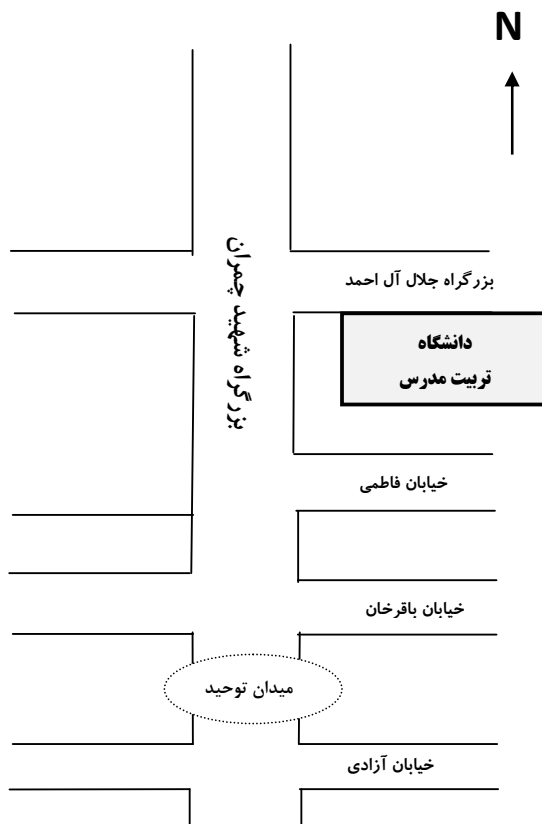 N
بزرگراه شهید چمران
بزرگراه جلال آل احمد
دانشگاه
تربیت مدرس
خیابان فاطمی
خیابان باقرخان
میدان توحید
خیابان آزادی